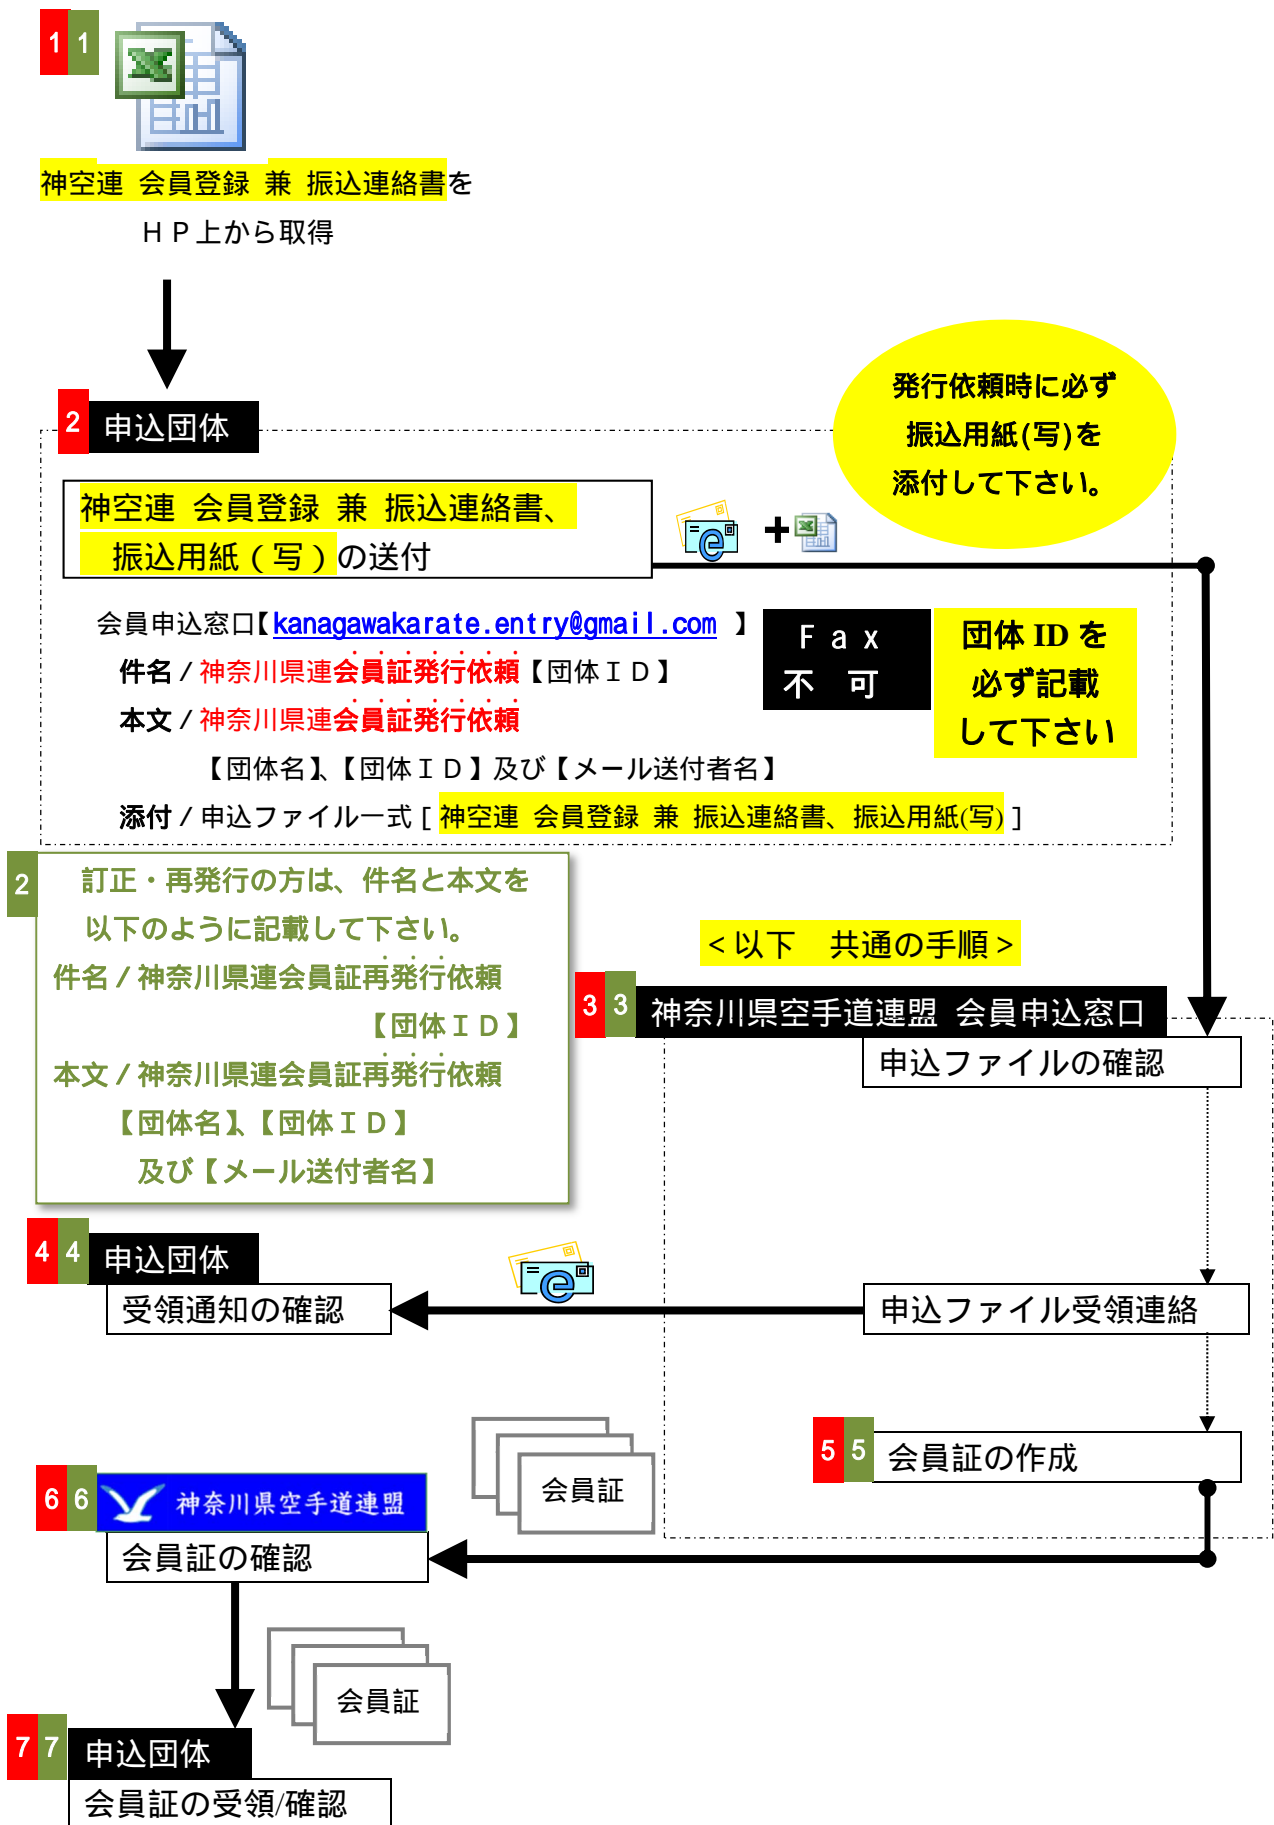 1 1
神空連 会員登録 兼 振込連絡書を
ＨＰ上から取得
発行依頼時に必ず
振込用紙(写)を
添付して下さい。
2 申込団体
神空連 会員登録 兼 振込連絡書、
振込用紙（写）の送付
+
会員申込窓口【kanagawakarate.entry@gmail.com 】
件名／神奈川県連会員証発行依頼【団体ＩＤ】
本文／神奈川県連会員証発行依頼
【団体名】、【団体ＩＤ】及び【メール送付者名】
添付／申込ファイル一式［神空連 会員登録 兼 振込連絡書、振込用紙(写)］
Ｆａｘ
不 可
団体 ID を
必ず記載
して下さい
2 訂正・再発行の方は、件名と本文を
以下のように記載して下さい。
件名／神奈川県連会員証再発行依頼
【団体ＩＤ】
本文／神奈川県連会員証再発行依頼
【団体名】、【団体ＩＤ】
及び【メール送付者名】
＜以下　共通の手順＞
3 3 神奈川県空手道連盟 会員申込窓口
申込ファイルの確認
4 4 申込団体
受領通知の確認
申込ファイル受領連絡
5 5 会員証の作成
会員証
6 6 神奈川県空手道連盟
会員証の確認
会員証
7 7 申込団体
会員証の受領/確認